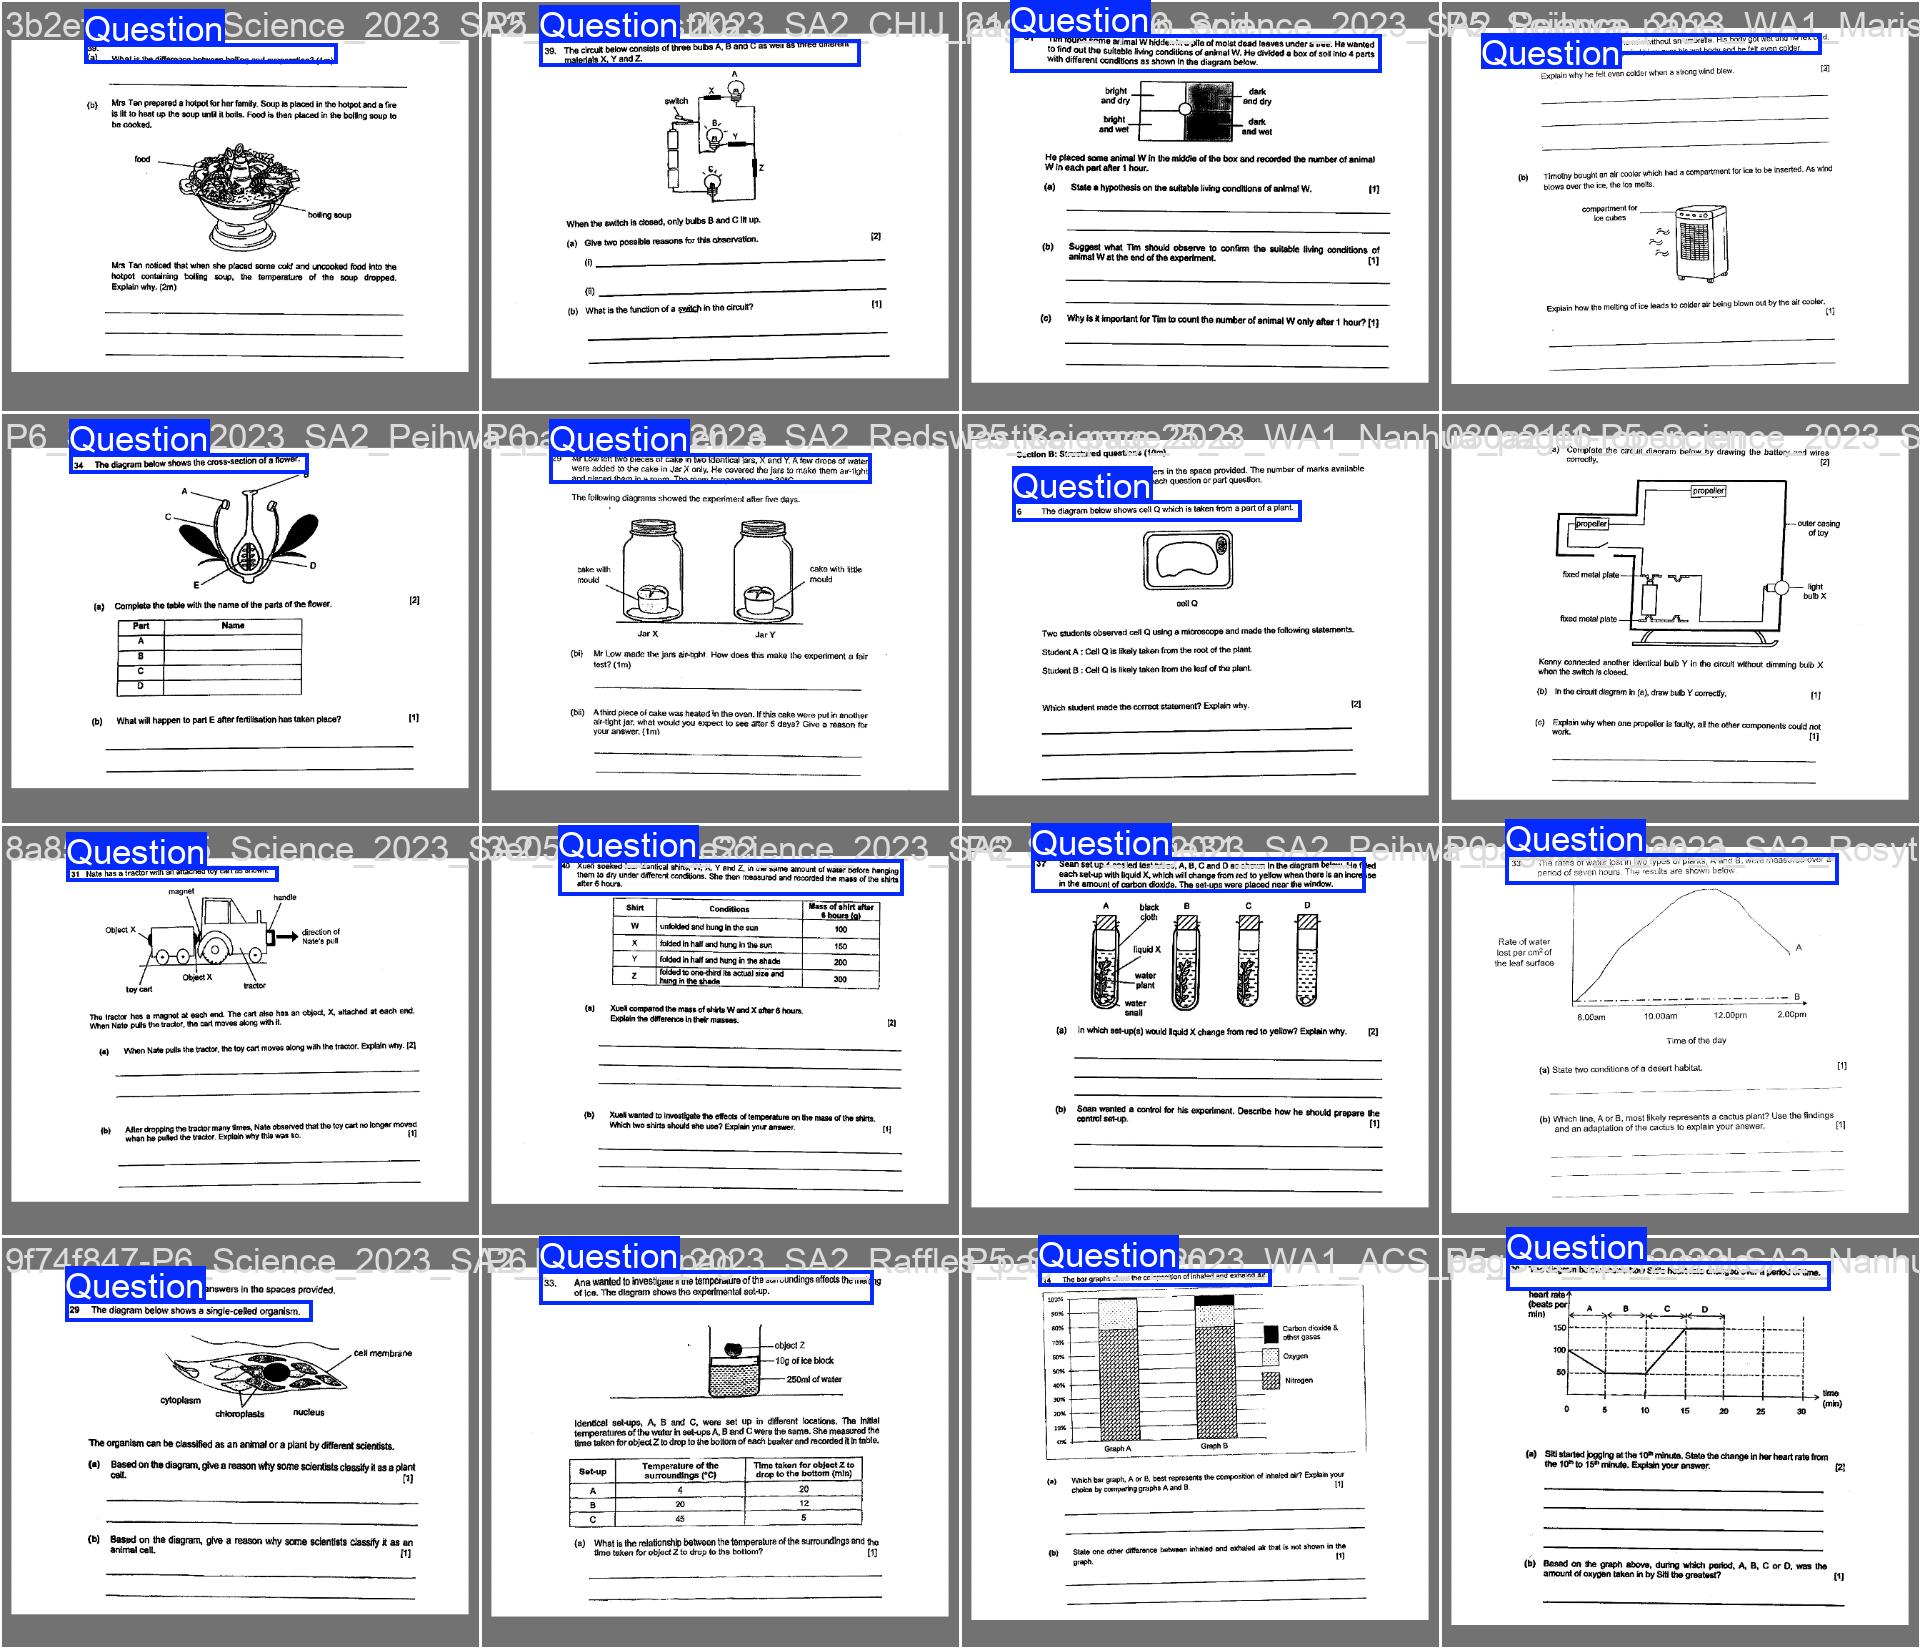 Question
39.
(a) What is the difference between boiling and evaporation? (1m)
(b) Mrs Tan prepared a hotpot for her family. Soup is placed in the hotpot and a fire
is lit to heat up the soup until it boils. Food is then placed in the boiling soup to
be cooked.
food
boiling soup
Mrs Tan noticed that when she placed some cold and uncooked food into the
hotpot containing boiling soup, the temperature of the soup dropped.
Explain why. (2m)
Question
39. The circuit below consists of three bulbs A, B and C as well as three different
materials X, Y and Z.
A
X
switch
B
Y
Z
C
When the switch is closed, only bulbs B and C lit up.
(a) Give two possible reasons for this observation. [2]
(i)
(ii)
(b) What is the function of a switch in the circuit? [1]
Question
to find out the suitable living conditions of animal W. He divided a box of soil into 4 parts
with different conditions as shown in the diagram below.
bright and dry
dark and dry
bright and wet
dark and wet
He placed some animal W in the middle of the box and recorded the number of animal
W in each part after 1 hour.
(a) State a hypothesis on the suitable living conditions of animal W. [1]
(b) Suggest what Tim should observe to confirm the suitable living conditions of
animal W at the end of the experiment. [1]
(c) Why is it important for Tim to count the number of animal W only after 1 hour? [1]
Question
Explain why he felt even colder when a strong wind blew. [2]
(b) Timothy bought an air cooler which had a compartment for ice to be inserted. As wind
blows over the ice, the ice melts.
compartment for
ice cubes
Explain how the melting of ice leads to colder air being blown out by the air cooler.
[1]
Question
34 The diagram below shows the cross-section of a flower.
A
B
C
D
E
(a) Complete the table with the name of the parts of the flower. [2]
Part Name
A
B
C
D
(b) What will happen to part E after fertilisation has taken place? [1]
Question
Mr Low left two pieces of cake in two identical jars, X and Y. A few drops of water
were added to the cake in Jar X only. He covered the jars to make them air-tight
and placed them in a room. The room temperature was 30°C.
The following diagrams showed the experiment after five days.
cake with
mould
cake with little
mould
Jar X
Jar Y
(bi) Mr Low made the jars air-tight. How does this make the experiment a fair
test? (1m)
(bii) A third piece of cake was heated in the oven. If this cake were put in another
air-tight jar, what would you expect to see after 5 days? Give a reason for
your answer. (1m)
Section B: Structured questions (10m)
ers in the space provided. The number of marks available
each question or part question.
Question
6 The diagram below shows cell Q which is taken from a part of a plant.
cell Q
Two students observed cell Q using a microscope and made the following statements.
Student A : Cell Q is likely taken from the root of the plant.
Student B : Cell Q is likely taken from the leaf of the plant.
Which student made the correct statement? Explain why. [2]
(a) Complete the circuit diagram below by drawing the battery and wires
correctly. [2]
propeller
propeller
outer casing
of toy
fixed metal plate
light
bulb X
fixed metal plate
Kenny connected another identical bulb Y in the circuit without dimming bulb X
when the switch is closed.
(b) In the circuit diagram in (a), draw bulb Y correctly. [1]
(c) Explain why when one propeller is faulty, all the other components could not
work. [1]
Question
31 Nate has a tractor with an attached toy cart as shown.
magnet
handle
Object X
direction of
Nate's pull
Object X
toy cart
tractor
The tractor has a magnet at each end. The cart also has an object, X, attached at each end.
When Nate pulls the tractor, the cart moves along with it.
(a) When Nate pulls the tractor, the toy cart moves along with the tractor. Explain why. [2]
(b) After dropping the tractor many times, Nate observed that the toy cart no longer moved
when he pulled the tractor. Explain why this was so. [1]
Question
40 Xueli soaked four identical shirts, W, X, Y and Z, in the same amount of water before hanging
them to dry under different conditions. She then measured and recorded the mass of the shirts
after 6 hours.
Shirt Conditions Mass of shirt after 6 hours (g)
W unfolded and hung in the sun 100
X folded in half and hung in the sun 150
Y folded in half and hung in the shade 200
Z folded to one-third its actual size and hung in the shade 300
(a) Xueli compared the mass of shirts W and X after 6 hours.
Explain the difference in their masses. [2]
(b) Xueli wanted to investigate the effects of temperature on the mass of the shirts.
Which two shirts should she use? Explain your answer. [1]
Question
37 Sean set up 4 sealed test tubes, A, B, C and D as shown in the diagram below. He filled
each set-up with liquid X, which will change from red to yellow when there is an increase
in the amount of carbon dioxide. The set-ups were placed near the window.
A
black
cloth
B
C
D
liquid X
water
plant
water
snail
(a) In which set-up(s) would liquid X change from red to yellow? Explain why. [2]
(b) Sean wanted a control for his experiment. Describe how he should prepare the
control set-up. [1]
Question
33 The rates of water lost in two types of plants, A and B, were measured over a
period of seven hours. The results are shown below.
Rate of water
lost per cm² of
the leaf surface
A
B
8.00am 10.00am 12.00pm 2.00pm
Time of the day
(a) State two conditions of a desert habitat. [1]
(b) Which line, A or B, most likely represents a cactus plant? Use the findings
and an adaptation of the cactus to explain your answer. [1]
Question
answers in the spaces provided.
29 The diagram below shows a single-celled organism.
cell membrane
cytoplasm
chloroplasts
nucleus
The organism can be classified as an animal or a plant by different scientists.
(a) Based on the diagram, give a reason why some scientists classify it as a plant
cell. [1]
(b) Based on the diagram, give a reason why some scientists classify it as an
animal cell. [1]
Question
33. Ana wanted to investigate if the temperature of the surroundings affects the melting
of ice. The diagram shows the experimental set-up.
object Z
10g of ice block
250ml of water
Identical set-ups, A, B and C, were set up in different locations. The initial
temperatures of the water in set-ups A, B and C were the same. She measured the
time taken for object Z to drop to the bottom of each beaker and recorded it in table.
Set-up Temperature of the surroundings (°C) Time taken for object Z to drop to the bottom (min)
A 4 20
B 20 12
C 45 5
(a) What is the relationship between the temperature of the surroundings and the
time taken for object Z to drop to the bottom? [1]
Question
14 The bar graphs show the composition of inhaled and exhaled air.
100%
90%
80%
70%
60%
50%
40%
30%
20%
10%
0%
Carbon dioxide &
other gases
Oxygen
Nitrogen
Graph A
Graph B
(a) Which bar graph, A or B, best represents the composition of inhaled air? Explain your
choice by comparing graphs A and B. [1]
(b) State one other difference between inhaled and exhaled air that is not shown in the
graph. [1]
Question
heart rate
(beats per
min)
A B C D
150
100
50
time
(min)
0 5 10 15 20 25 30
(a) Siti started jogging at the 10th minute. State the change in her heart rate from
the 10th to 15th minute. Explain your answer. [2]
(b) Based on the graph above, during which period, A, B, C or D, was the
amount of oxygen taken in by Siti the greatest? [1]